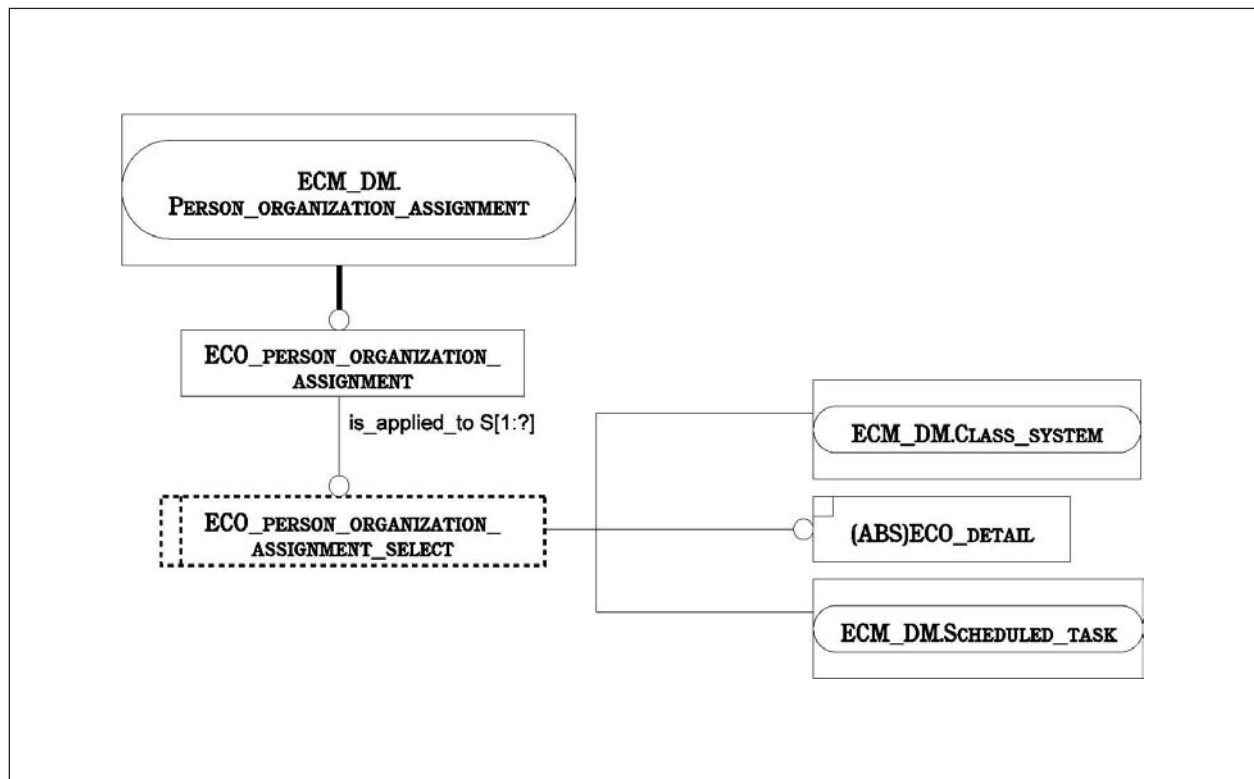 ECM_DM.
PERSON_ORGANIZATION_ASSIGNMENT
ECO_PERSON_ORGANIZATION_
ASSIGNMENT
is_applied_to S[1:?]
ECO_PERSON_ORGANIZATION_
ASSIGNMENT_SELECT
ECM_DM.CLASS_SYSTEM
(ABS)ECO_DETAIL
ECM_DM.SCHEDULED_TASK